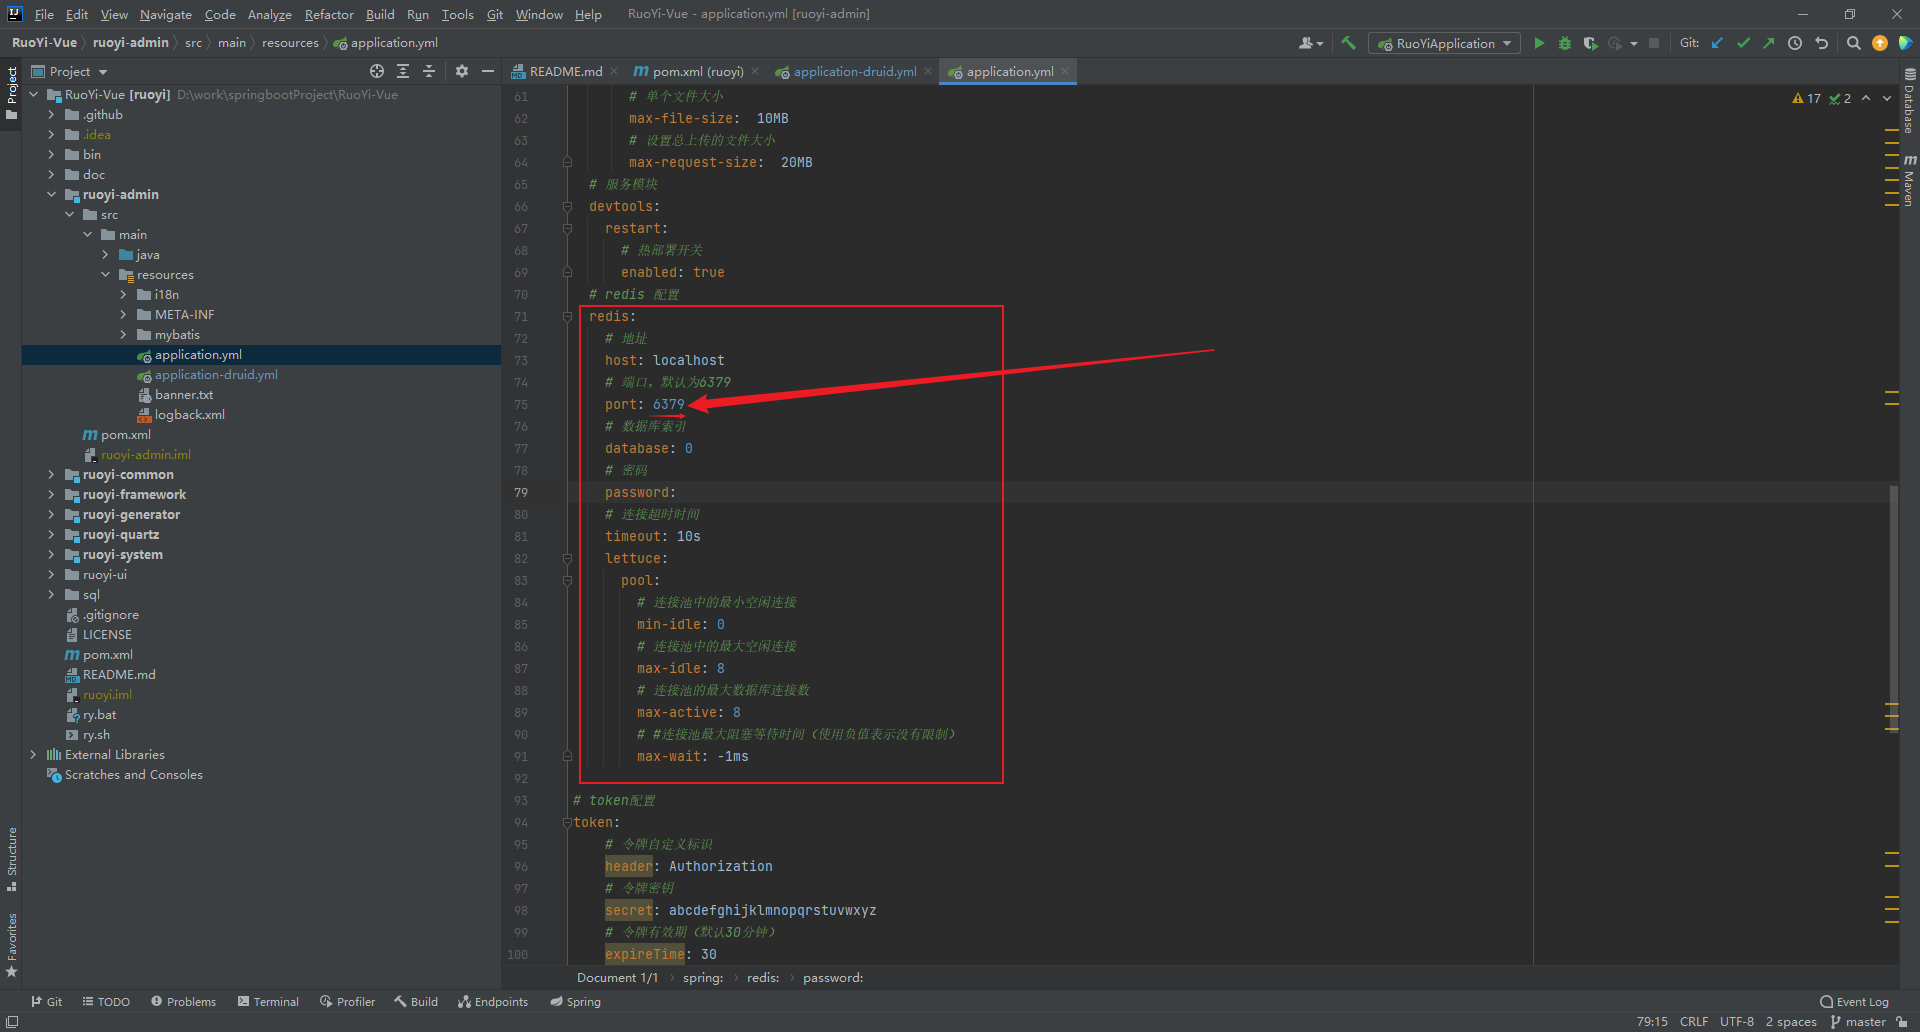 File Edit View Navigate Code Analyze Refactor Build Run Tools Git Window Help RuoYi-Vue - application.yml [ruoyi-admin]
RuoYi-Vue ruoyi-admin src main resources application.yml
RuoYiApplication Git:
Project
README.md
pom.xml (ruoyi)
application-druid.yml
application.yml
Project
Structure
Favorites
RuoYi-Vue [ruoyi] D:\work\springbootProject\RuoYi-Vue
.github
.idea
bin
doc
ruoyi-admin
src
main
java
resources
i18n
META-INF
mybatis
application.yml
application-druid.yml
banner.txt
logback.xml
pom.xml
ruoyi-admin.iml
ruoyi-common
ruoyi-framework
ruoyi-generator
ruoyi-quartz
ruoyi-system
ruoyi-ui
sql
.gitignore
LICENSE
pom.xml
README.md
ruoyi.iml
ry.bat
ry.sh
External Libraries
Scratches and Consoles
17 2
61 # 单个文件大小
62 max-file-size: 10MB
63 # 设置总上传的文件大小
64 max-request-size: 20MB
65 # 服务模块
66 devtools:
67 restart:
68 # 热部署开关
69 enabled: true
70 # redis 配置
71 redis:
72 # 地址
73 host: localhost
74 # 端口，默认为6379
75 port: 6379
76 # 数据库索引
77 database: 0
78 # 密码
79 password:
80 # 连接超时时间
81 timeout: 10s
82 lettuce:
83 pool:
84 # 连接池中的最小空闲连接
85 min-idle: 0
86 # 连接池中的最大空闲连接
87 max-idle: 8
88 # 连接池的最大数据库连接数
89 max-active: 8
90 # #连接池最大阻塞等待时间（使用负值表示没有限制）
91 max-wait: -1ms
92
93 # token配置
94 token:
95 # 令牌自定义标识
96 header: Authorization
97 # 令牌密钥
98 secret: abcdefghijklmnopqrstuvwxyz
99 # 令牌有效期（默认30分钟）
100 expireTime: 30
Database
Maven
Document 1/1 spring: redis: password:
Git TODO Problems Terminal Profiler Build Endpoints Spring Event Log
79:15 CRLF UTF-8 2 spaces master